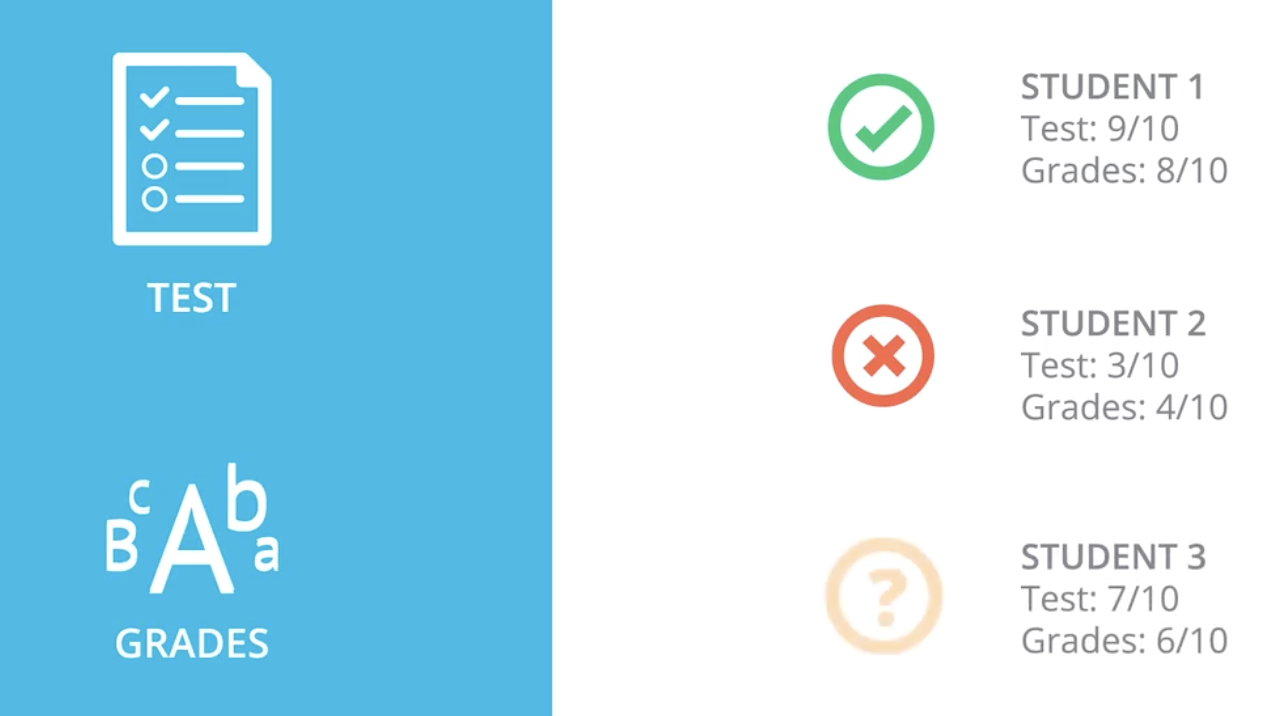 TEST
GRADES
STUDENT 1
Test: 9/10
Grades: 8/10
STUDENT 2
Test: 3/10
Grades: 4/10
STUDENT 3
Test: 7/10
Grades: 6/10
?
c
b
B
A
a